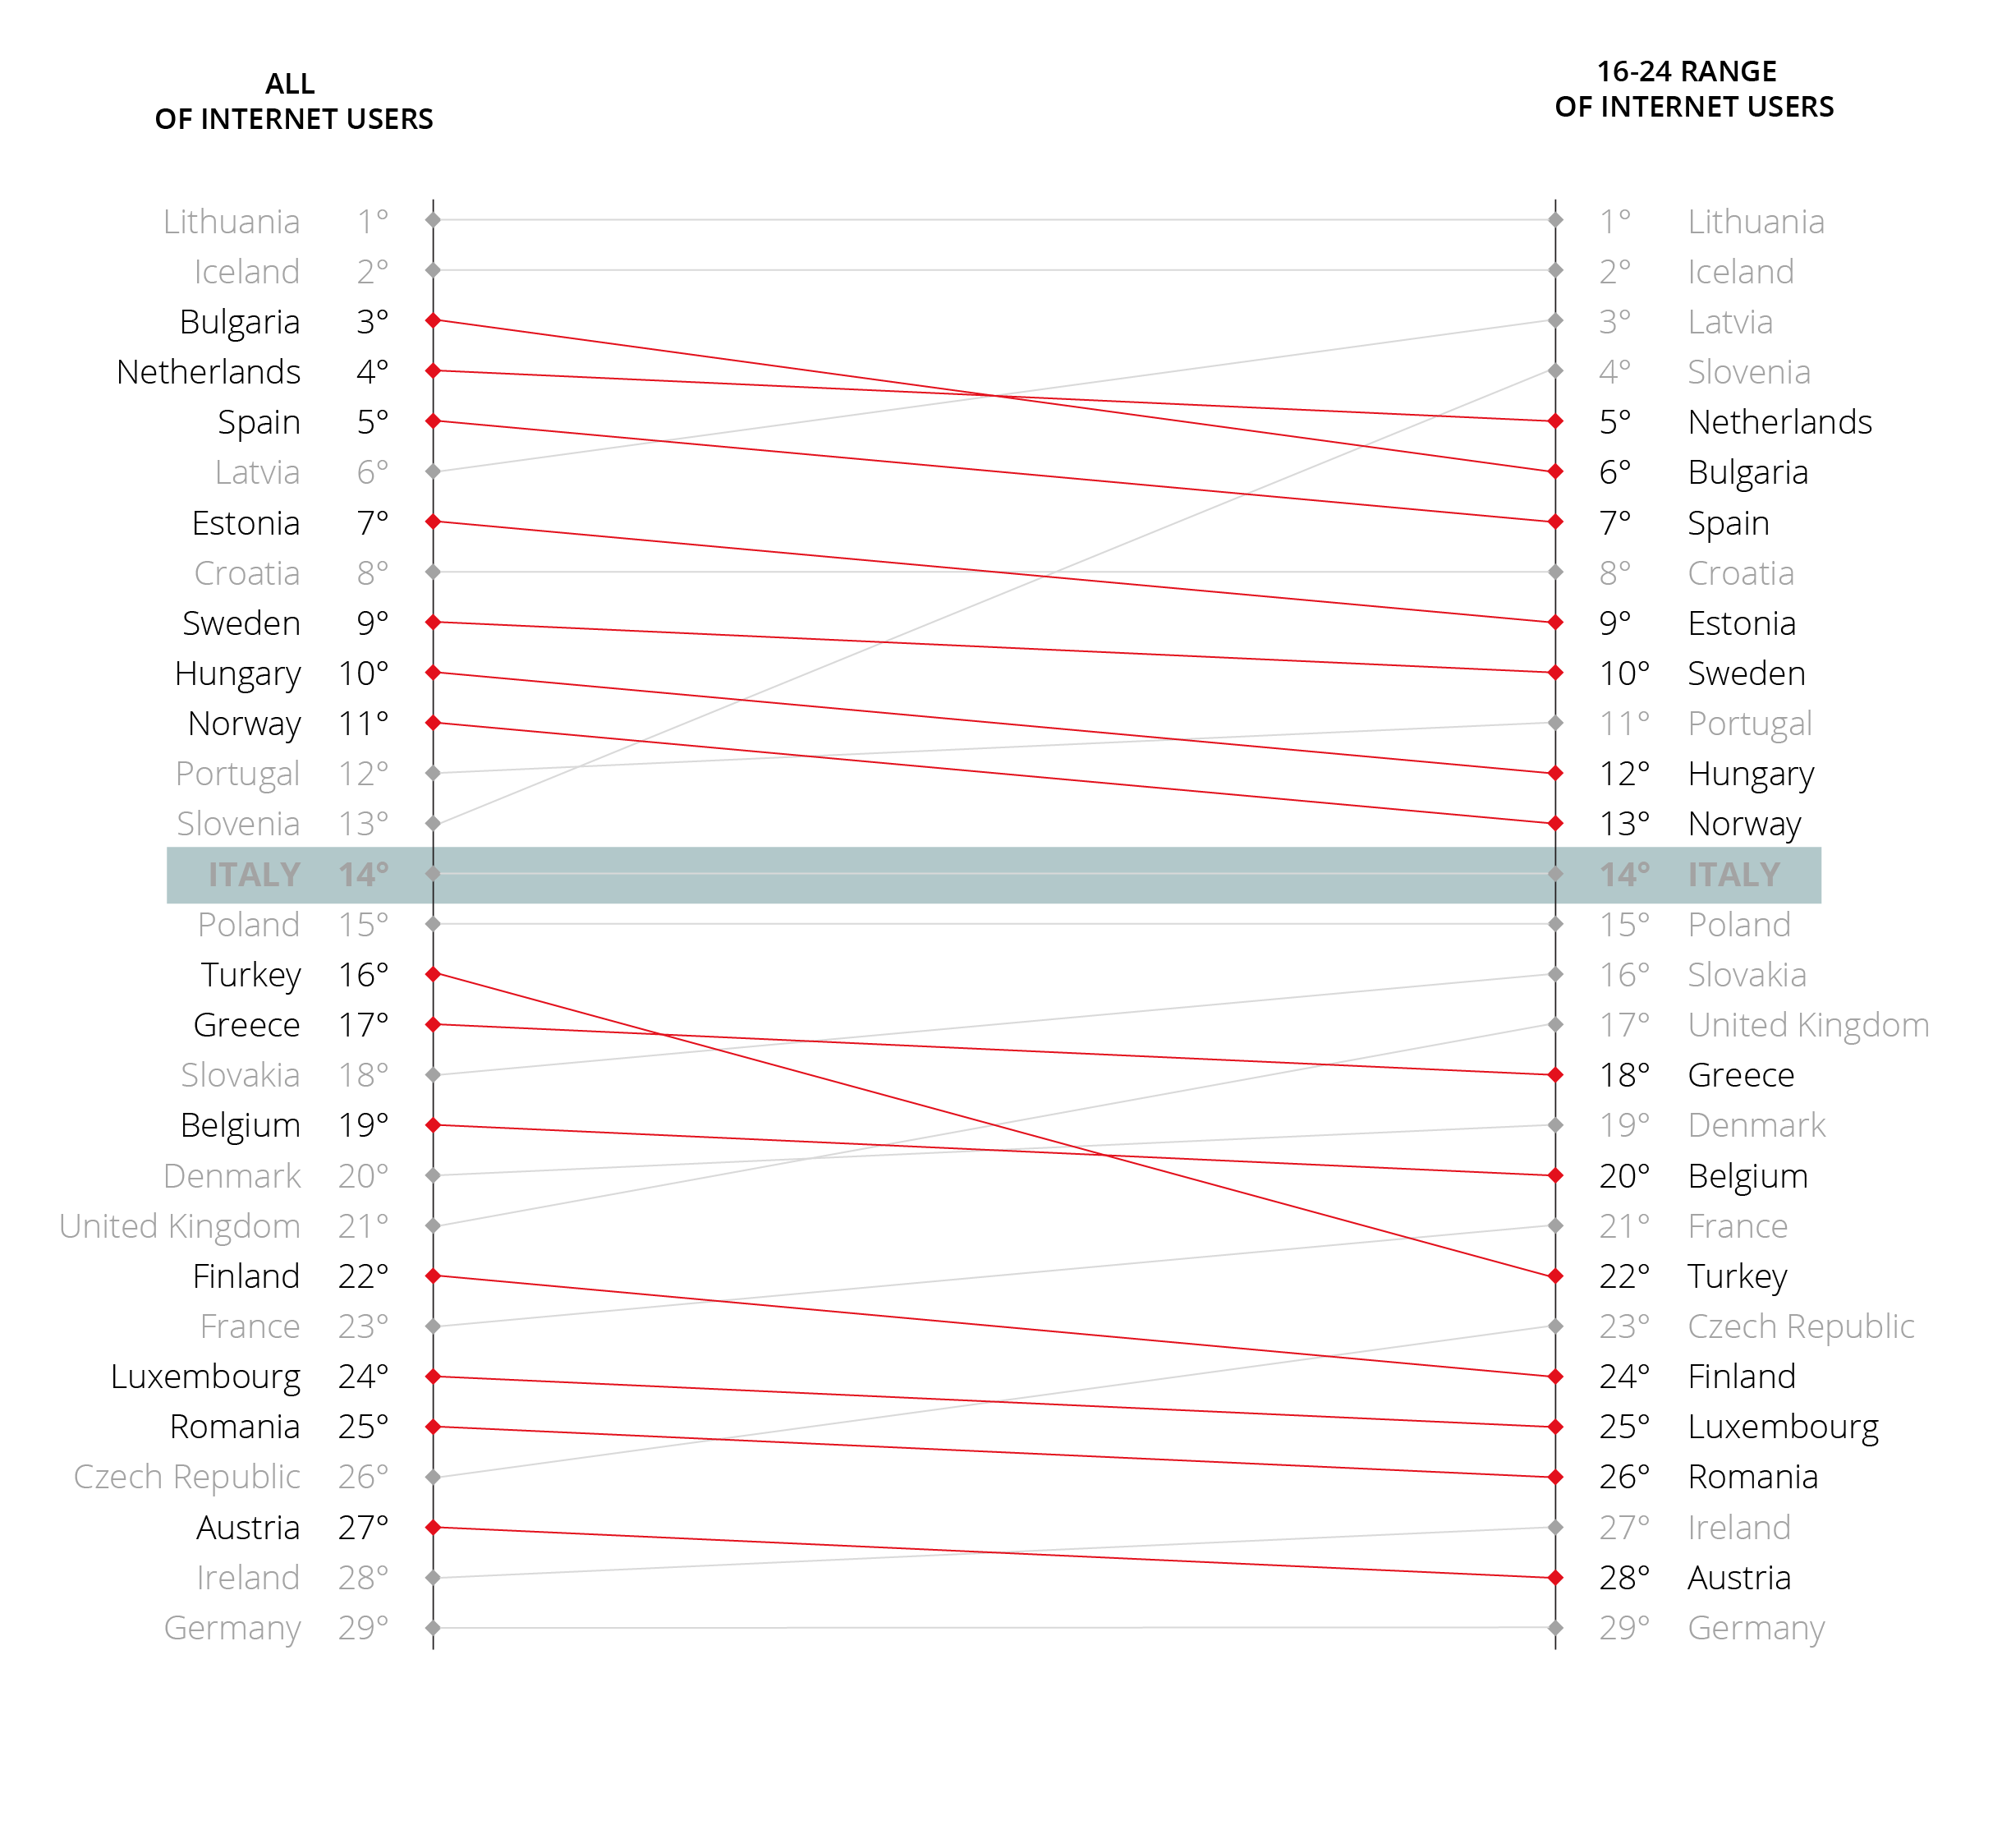 ALL
OF INTERNET USERS
16-24 RANGE
OF INTERNET USERS
Lithuania 1° 1° Lithuania
Iceland 2° 2° Iceland
Bulgaria 3° 3° Latvia
Netherlands 4° 4° Slovenia
Spain 5° 5° Netherlands
Latvia 6° 6° Bulgaria
Estonia 7° 7° Spain
Croatia 8° 8° Croatia
Sweden 9° 9° Estonia
Hungary 10° 10° Sweden
Norway 11° 11° Portugal
Portugal 12° 12° Hungary
Slovenia 13° 13° Norway
ITALY 14° 14° ITALY
Poland 15° 15° Poland
Turkey 16° 16° Slovakia
Greece 17° 17° United Kingdom
Slovakia 18° 18° Greece
Belgium 19° 19° Denmark
Denmark 20° 20° Belgium
United Kingdom 21° 21° France
Finland 22° 22° Turkey
France 23° 23° Czech Republic
Luxembourg 24° 24° Finland
Romania 25° 25° Luxembourg
Czech Republic 26° 26° Romania
Austria 27° 27° Ireland
Ireland 28° 28° Austria
Germany 29° 29° Germany